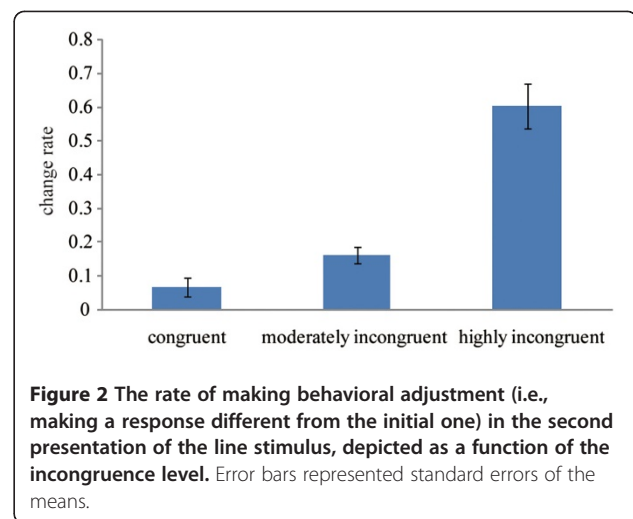 0.8
0.7
0.6
0.5
0.4
0.3
0.2
0.1
0
change rate
congruent moderately incongruent highly incongruent
Figure 2 The rate of making behavioral adjustment (i.e.,
making a response different from the initial one) in the second
presentation of the line stimulus, depicted as a function of the
incongruence level. Error bars represented standard errors of the
means.